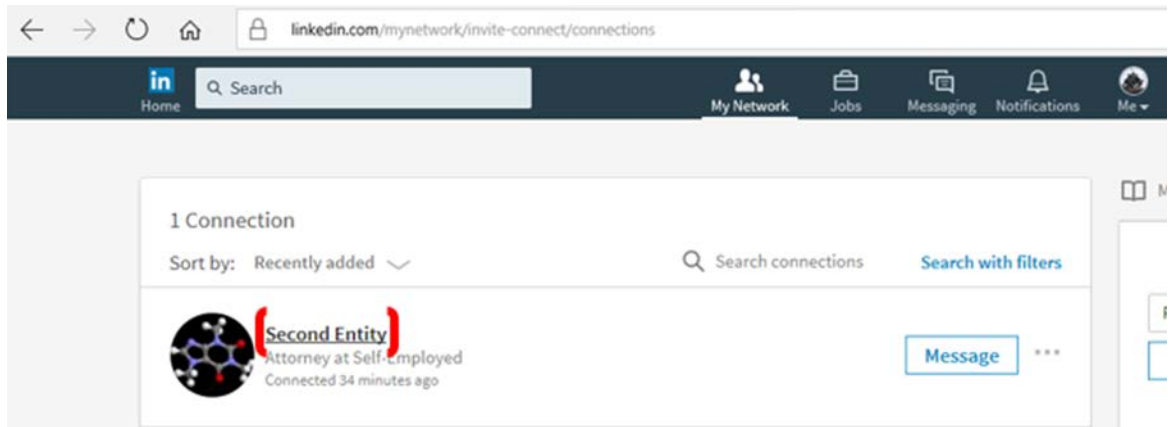 linkedin.com/mynetwork/invite-connect/connections
in
Search
Home
My Network
Jobs
Messaging
Notifications
Me
M
1 Connection
Sort by: Recently added
Search connections
Search with filters
Second Entity
Attorney at Self-Employed
Connected 34 minutes ago
Message